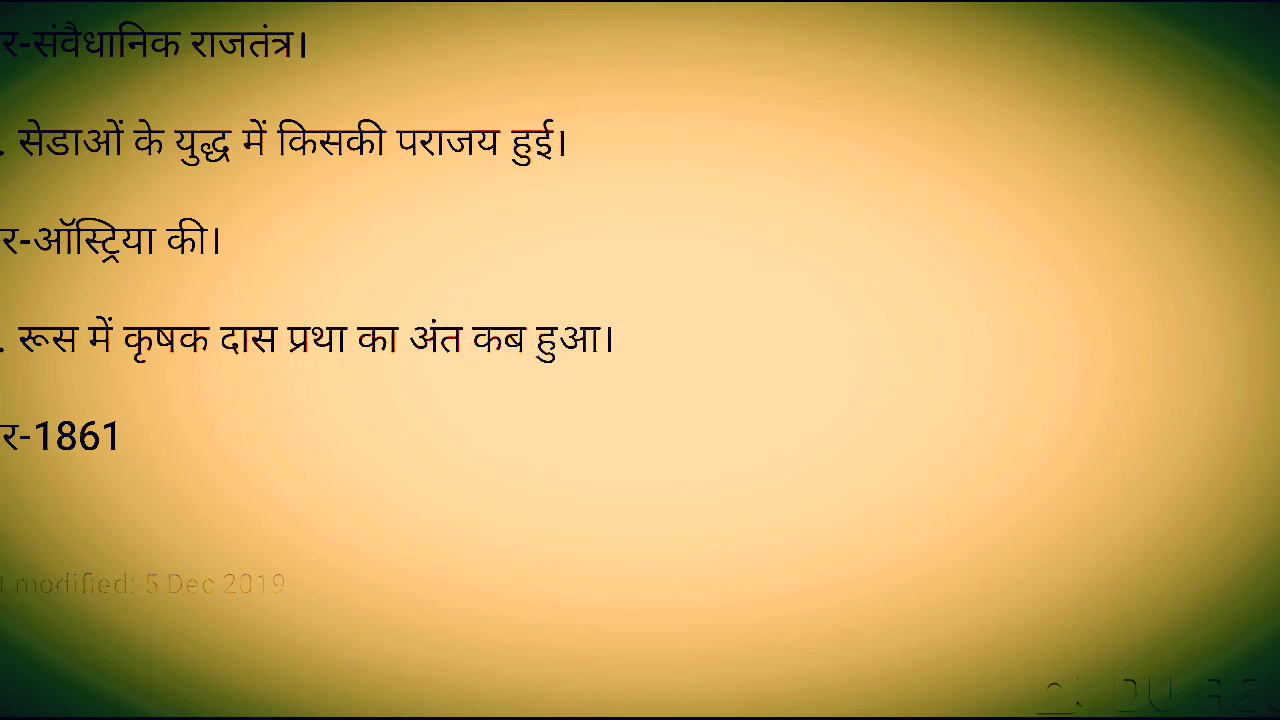 र-संवैधानिक राजतंत्र।
. सेडाओं के युद्ध में किसकी पराजय हुई।
र-ऑस्ट्रिया की।
. रूस में कृषक दास प्रथा का अंत कब हुआ।
र-1861
t modified: 5 Dec 2019